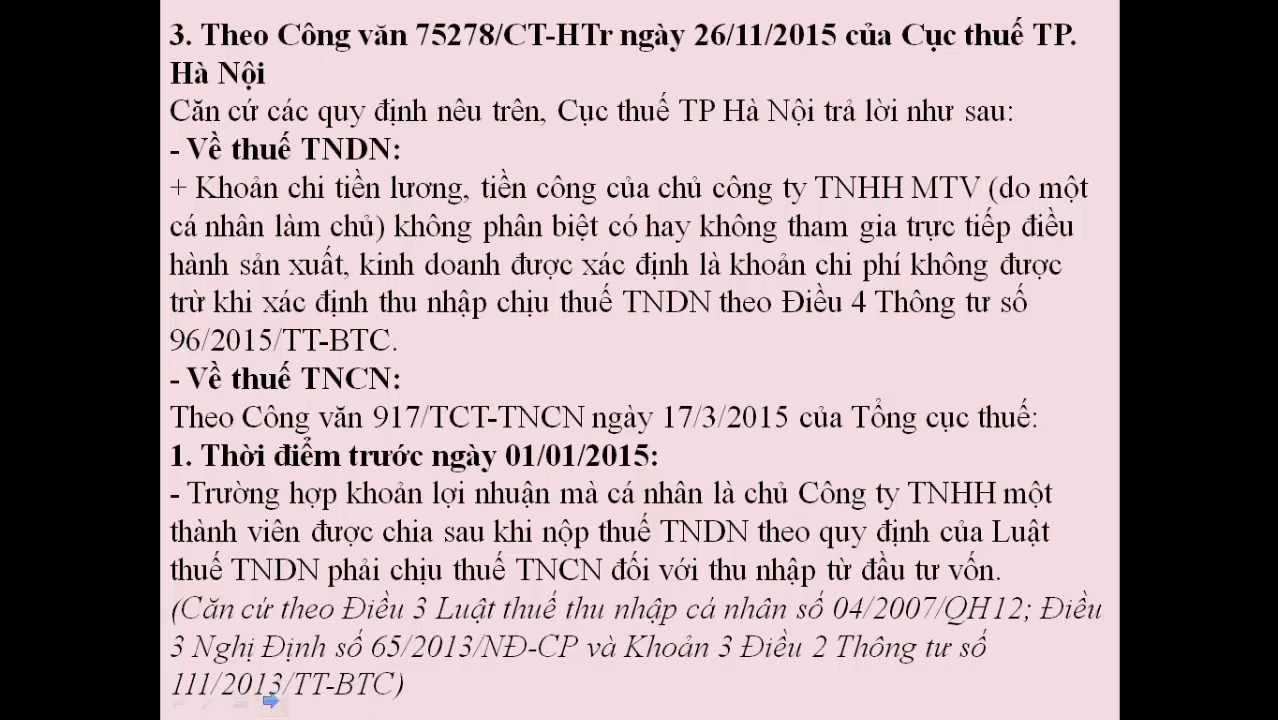 3. Theo Công văn 75278/CT-HTr ngày 26/11/2015 của Cục thuế TP.
Hà Nội
Căn cứ các quy định nêu trên, Cục thuế TP Hà Nội trả lời như sau:
- Về thuế TNDN:
+ Khoản chi tiền lương, tiền công của chủ công ty TNHH MTV (do một
cá nhân làm chủ) không phân biệt có hay không tham gia trực tiếp điều
hành sản xuất, kinh doanh được xác định là khoản chi phí không được
trừ khi xác định thu nhập chịu thuế TNDN theo Điều 4 Thông tư số
96/2015/TT-BTC.
- Về thuế TNCN:
Theo Công văn 917/TCT-TNCN ngày 17/3/2015 của Tổng cục thuế:
1. Thời điểm trước ngày 01/01/2015:
- Trường hợp khoản lợi nhuận mà cá nhân là chủ Công ty TNHH một
thành viên được chia sau khi nộp thuế TNDN theo quy định của Luật
thuế TNDN phải chịu thuế TNCN đối với thu nhập từ đầu tư vốn.
(Căn cứ theo Điều 3 Luật thuế thu nhập cá nhân số 04/2007/QH12; Điều
3 Nghị Định số 65/2013/NĐ-CP và Khoản 3 Điều 2 Thông tư số
111/2013/TT-BTC)